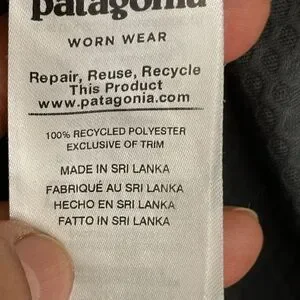 patagonia
WORN WEAR
Repair, Reuse, Recycle
This Product
www.patagonia.com
100% RECYCLED POLYESTER
EXCLUSIVE OF TRIM
MADE IN SRI LANKA
FABRIQUÉ AU SRI LANKA
HECHO EN SRI LANKA
FATTO IN SRI LANKA